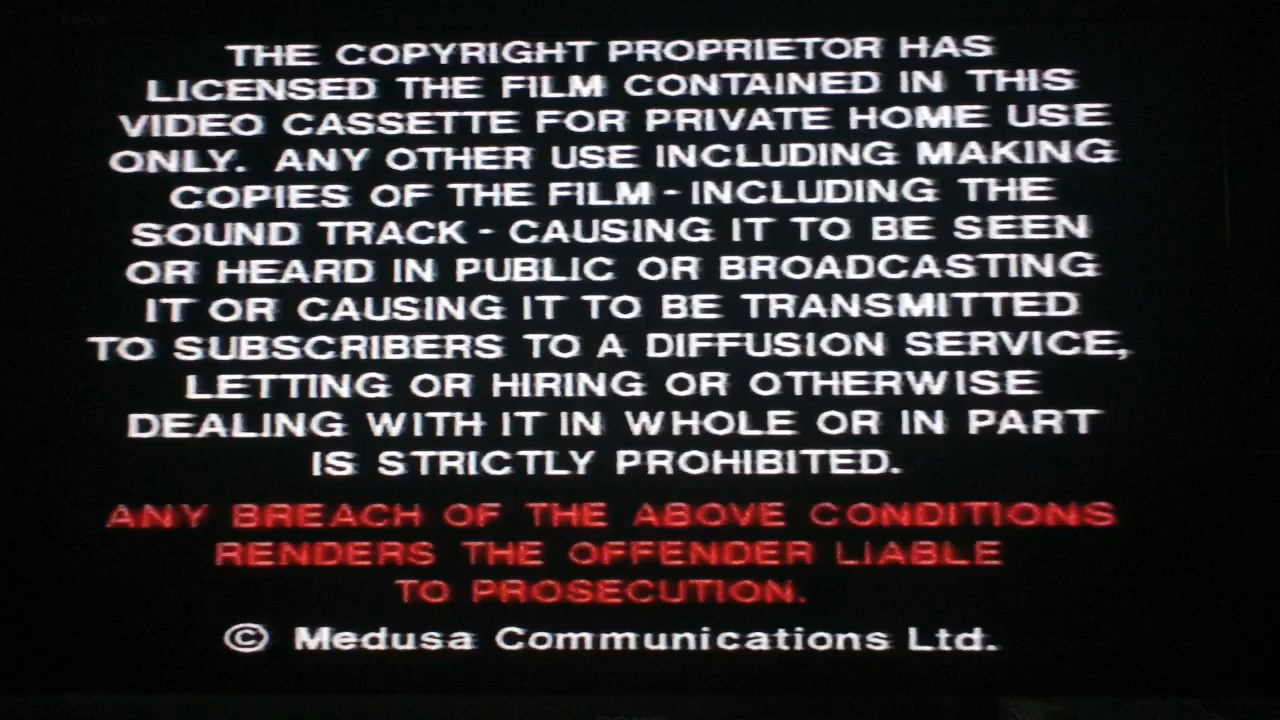 THE COPYRIGHT PROPRIETOR HAS
LICENSED THE FILM CONTAINED IN THIS
VIDEO CASSETTE FOR PRIVATE HOME USE
ONLY. ANY OTHER USE INCLUDING MAKING
COPIES OF THE FILM - INCLUDING THE
SOUND TRACK - CAUSING IT TO BE SEEN
OR HEARD IN PUBLIC OR BROADCASTING
IT OR CAUSING IT TO BE TRANSMITTED
TO SUBSCRIBERS TO A DIFFUSION SERVICE,
LETTING OR HIRING OR OTHERWISE
DEALING WITH IT IN WHOLE OR IN PART
IS STRICTLY PROHIBITED.
ANY BREACH OF THE ABOVE CONDITIONS
RENDERS THE OFFENDER LIABLE
TO PROSECUTION.
© Medusa Communications Ltd.